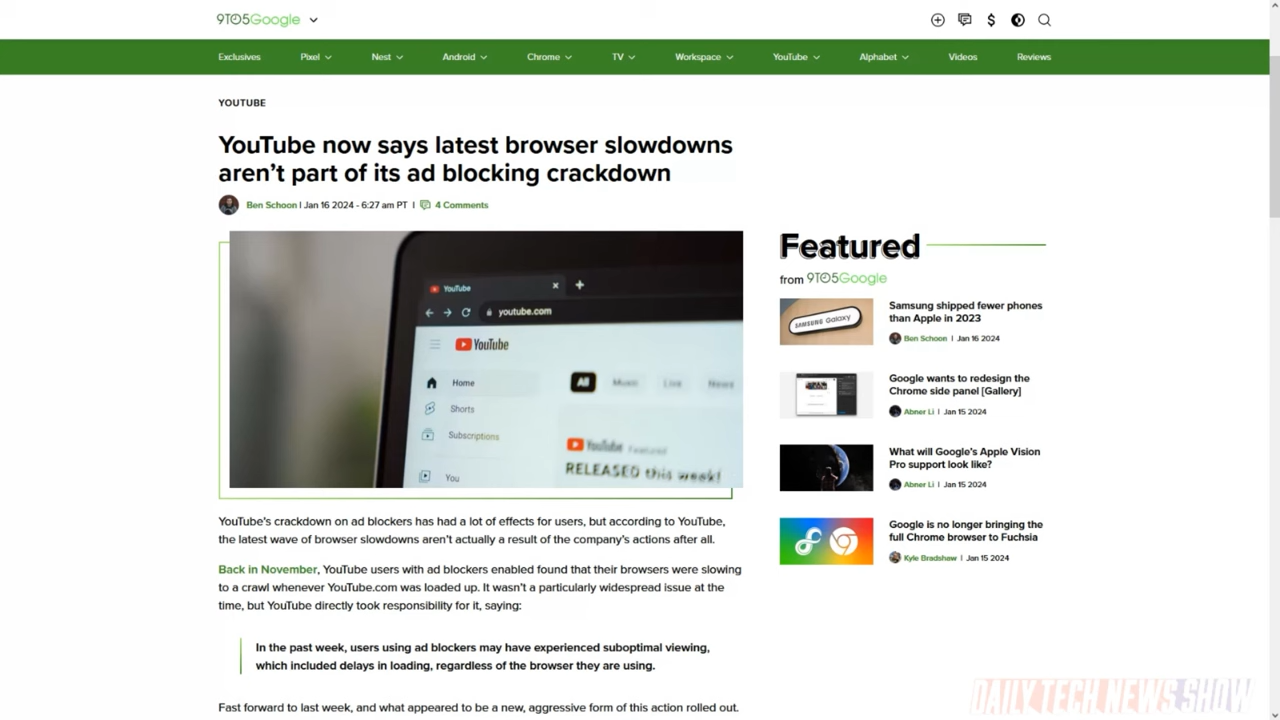 9TO5Google
Exclusives Pixel Nest Android Chrome TV Workspace YouTube Alphabet Videos Reviews
YOUTUBE
YouTube now says latest browser slowdowns
aren't part of its ad blocking crackdown
Ben Schoon | Jan 16 2024 - 6:27 am PT | 4 Comments
YouTube
youtube.com
YouTube
Home
All Music Live News
Shorts
Subscriptions
YouTube Featured
RELEASED this week!
You
YouTube's crackdown on ad blockers has had a lot of effects for users, but according to YouTube,
the latest wave of browser slowdowns aren't actually a result of the company's actions after all.
Back in November, YouTube users with ad blockers enabled found that their browsers were slowing
to a crawl whenever YouTube.com was loaded up. It wasn't a particularly widespread issue at the
time, but YouTube directly took responsibility for it, saying:
In the past week, users using ad blockers may have experienced suboptimal viewing,
which included delays in loading, regardless of the browser they are using.
Fast forward to last week, and what appeared to be a new, aggressive form of this action rolled out.
Featured
from 9TO5Google
SAMSUNG Galaxy
Samsung shipped fewer phones
than Apple in 2023
Ben Schoon | Jan 16 2024
Google wants to redesign the
Chrome side panel [Gallery]
Abner Li | Jan 15 2024
What will Google's Apple Vision
Pro support look like?
Abner Li | Jan 15 2024
Google is no longer bringing the
full Chrome browser to Fuchsia
Kyle Bradshaw | Jan 15 2024
DAILY TECH NEWS SHOW